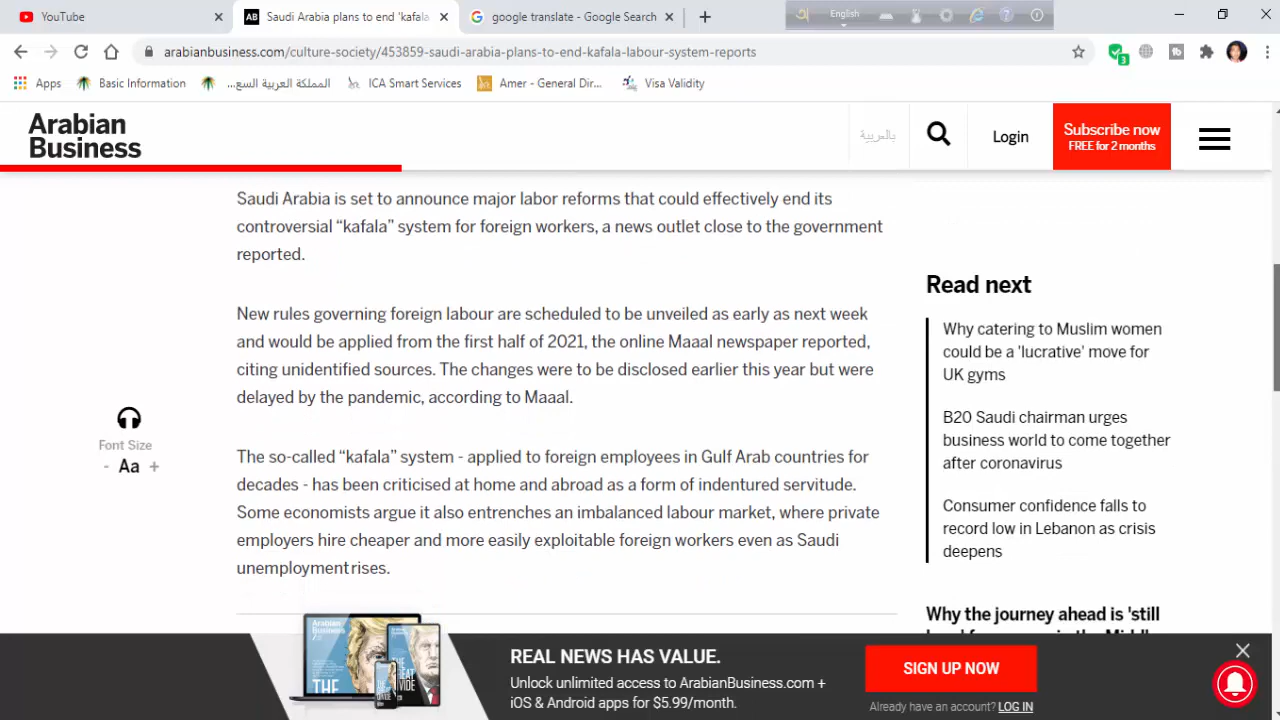 YouTube
AB Saudi Arabia plans to end 'kafala
google translate - Google Search
English
arabianbusiness.com/culture-society/453859-saudi-arabia-plans-to-end-kafala-labour-system-reports
3
Apps
Basic Information
المملكة العربية السع...
ICA Smart Services
Amer - General Dir...
Visa Validity
Arabian
Business
بالعربية
Login
Subscribe now
FREE for 2 months
Saudi Arabia is set to announce major labor reforms that could effectively end its
controversial “kafala” system for foreign workers, a news outlet close to the government
reported.
New rules governing foreign labour are scheduled to be unveiled as early as next week
and would be applied from the first half of 2021, the online Maaal newspaper reported,
citing unidentified sources. The changes were to be disclosed earlier this year but were
delayed by the pandemic, according to Maaal.
The so-called “kafala” system - applied to foreign employees in Gulf Arab countries for
decades - has been criticised at home and abroad as a form of indentured servitude.
Some economists argue it also entrenches an imbalanced labour market, where private
employers hire cheaper and more easily exploitable foreign workers even as Saudi
unemployment rises.
Font Size
- Aa +
Read next
Why catering to Muslim women
could be a 'lucrative' move for
UK gyms
B20 Saudi chairman urges
business world to come together
after coronavirus
Consumer confidence falls to
record low in Lebanon as crisis
deepens
Why the journey ahead is 'still
Arabian
Business
THE
REAL NEWS HAS VALUE.
Unlock unlimited access to ArabianBusiness.com +
iOS & Android apps for $5.99/month.
SIGN UP NOW
Already have an account? LOG IN